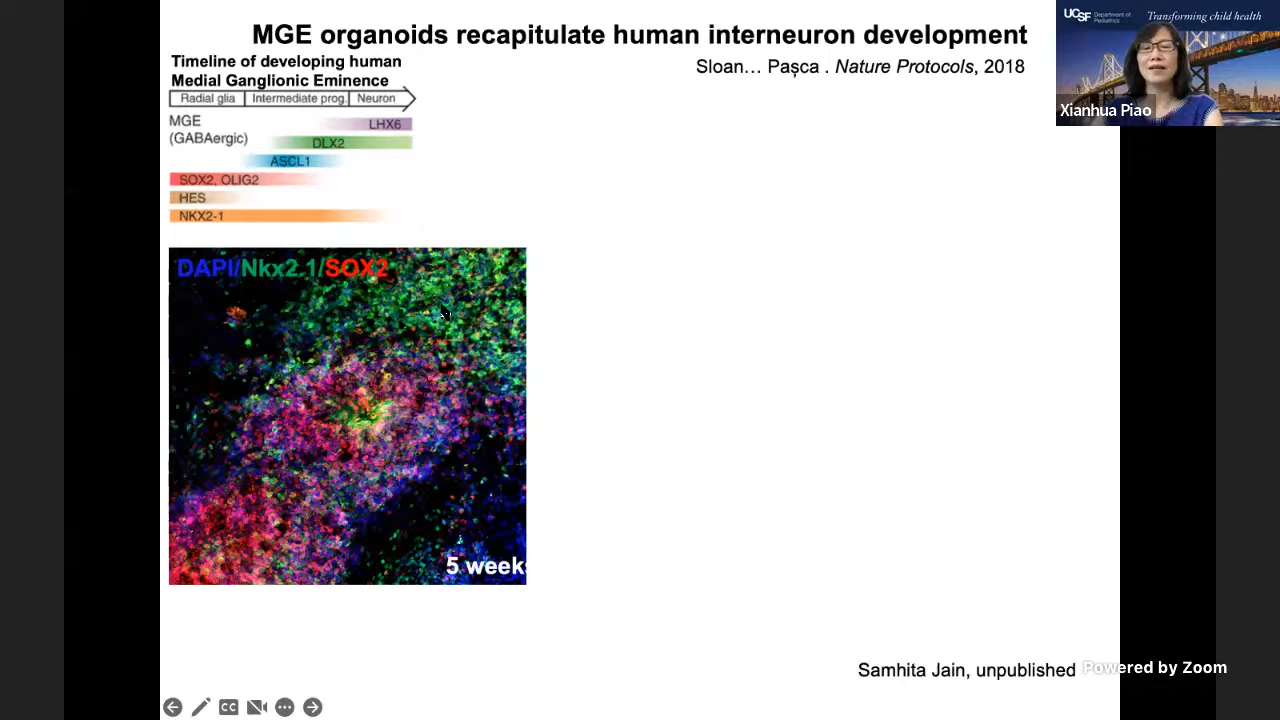 MGE organoids recapitulate human interneuron development
Sloan… Pașca . Nature Protocols, 2018
Timeline of developing human
Medial Ganglionic Eminence
Radial glia
Intermediate prog.
Neuron
MGE
(GABAergic)
LHX6
DLX2
ASCL1
SOX2, OLIG2
HES
NKX2-1
DAPI/Nkx2.1/SOX2
5 weeks
Samhita Jain, unpublished
Powered by Zoom
UCSF
Department of
Pediatrics
Transforming child health
Xianhua Piao
CC